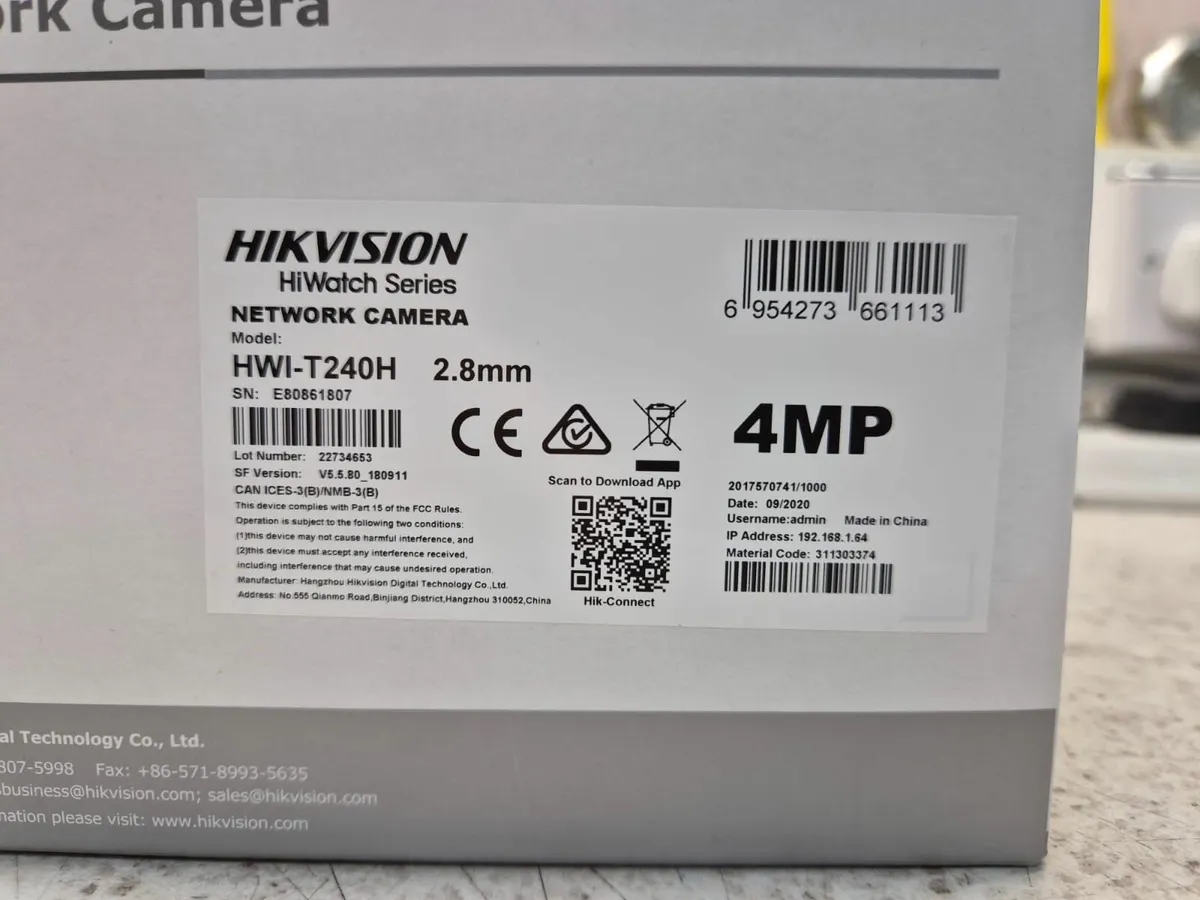 ork Camera
HIKVISION
HiWatch Series
NETWORK CAMERA
Model:
HWI-T240H 2.8mm
SN: E80861807
Lot Number: 22734653
SF Version: V5.5.80_180911
CAN ICES-3(B)/NMB-3(B)
This device complies with Part 15 of the FCC Rules.
Operation is subject to the following two conditions:
(1)this device may not cause harmful interference, and
(2)this device must accept any interference received,
including interference that may cause undesired operation.
Manufacturer: Hangzhou Hikvision Digital Technology Co.,Ltd.
Address: No.555 Qianmo Road,Binjiang District,Hangzhou 310052,China
CE
Scan to Download App
Hik-Connect
6 954273 661113
4MP
2017570741/1000
Date: 09/2020
Username:admin Made in China
IP Address: 192.168.1.64
Material Code: 311303374
al Technology Co., Ltd.
807-5998 Fax: +86-571-8993-5635
sbusiness@hikvision.com; sales@hikvision.com
nation please visit: www.hikvision.com